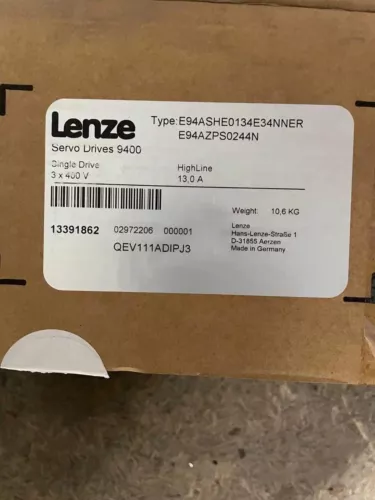 Lenze
Type:E94ASHE0134E34NNER
E94AZPS0244N
Servo Drives 9400
Single Drive
HighLine
3 x 400 V
13,0 A
Weight: 10,6 KG
13391862 02972206 000001
Lenze
Hans-Lenze-Straße 1
D-31855 Aerzen
Made in Germany
QEV111ADIPJ3